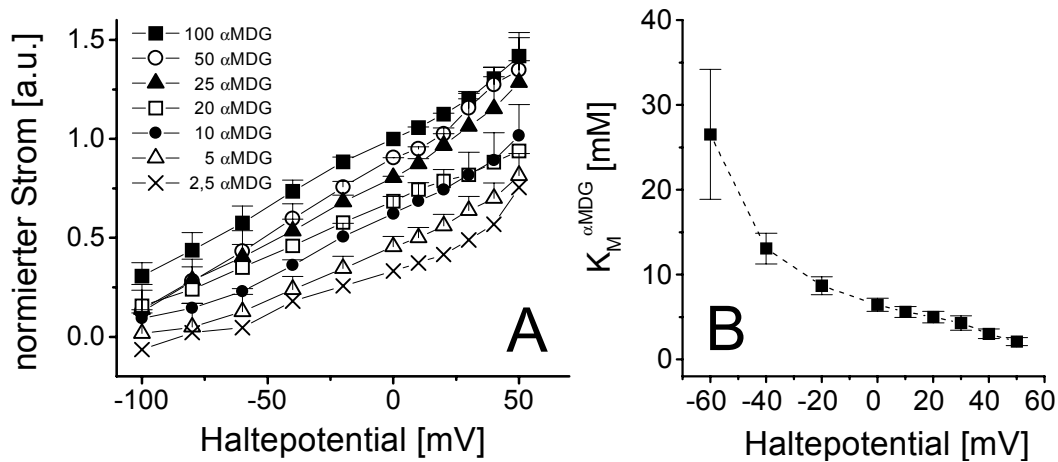 normierter Strom [a.u.]
1.5
1.0
0.5
0.0
100 αMDG
50 αMDG
25 αMDG
20 αMDG
10 αMDG
5 αMDG
2,5 αMDG
A
-100
-50
0
50
Haltepotential [mV]
K_M^αMDG [mM]
40
30
20
10
0
B
-60
-40
-20
0
20
40
60
Haltepotential [mV]